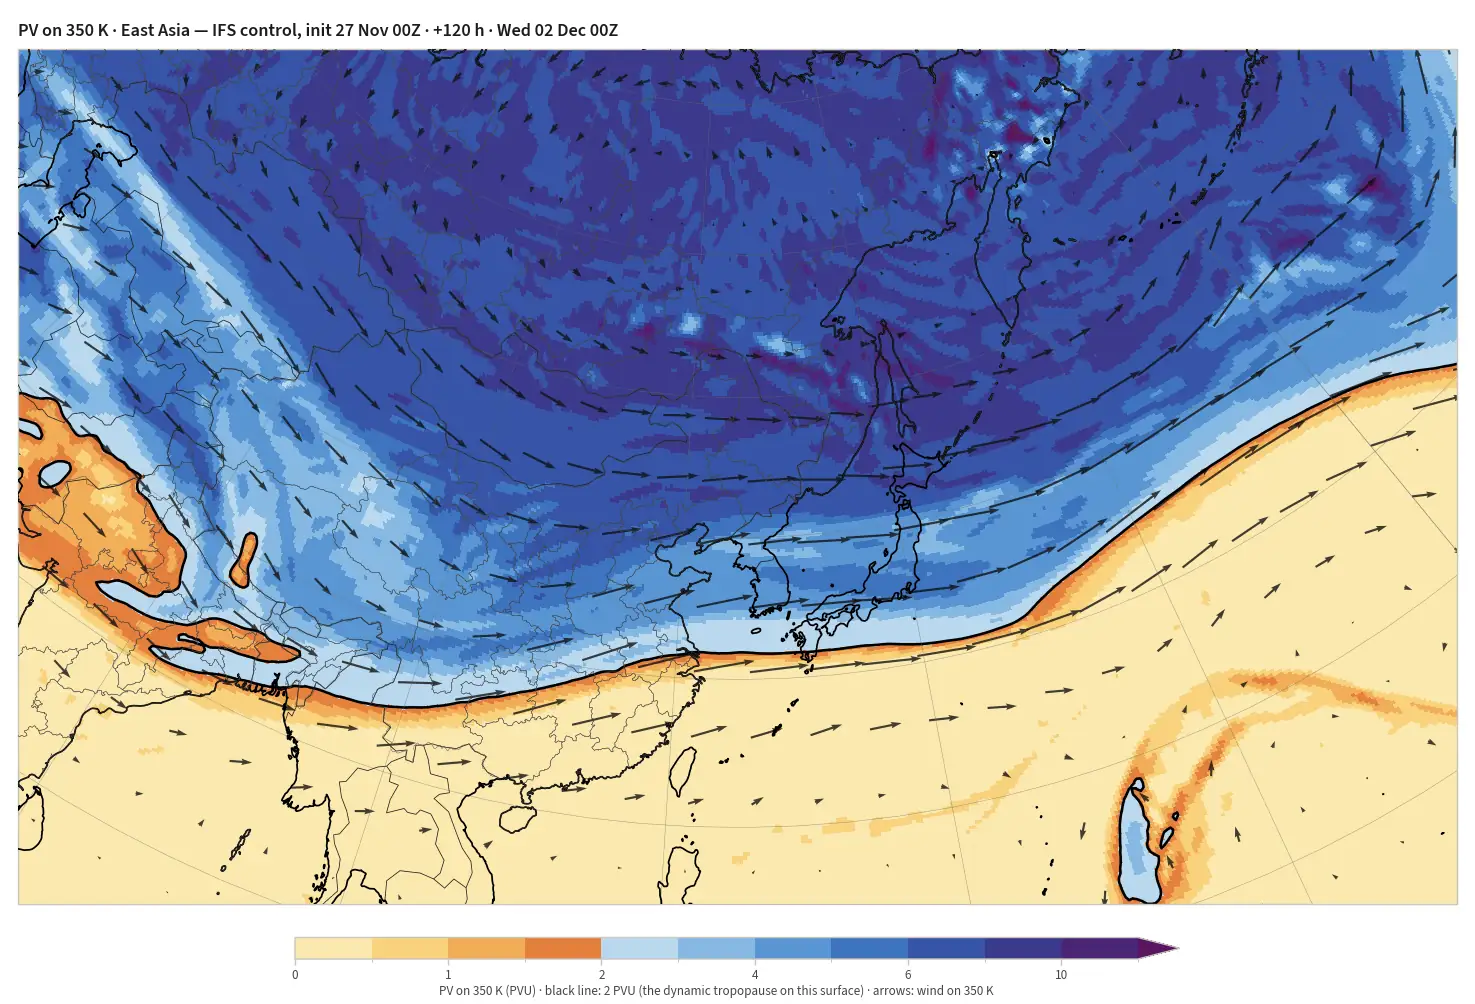 PV on 350 K · East Asia — IFS control, init 27 Nov 00Z · +120 h · Wed 02 Dec 00Z
0 1 2 4 6 10
PV on 350 K (PVU) · black line: 2 PVU (the dynamic tropopause on this surface) · arrows: wind on 350 K